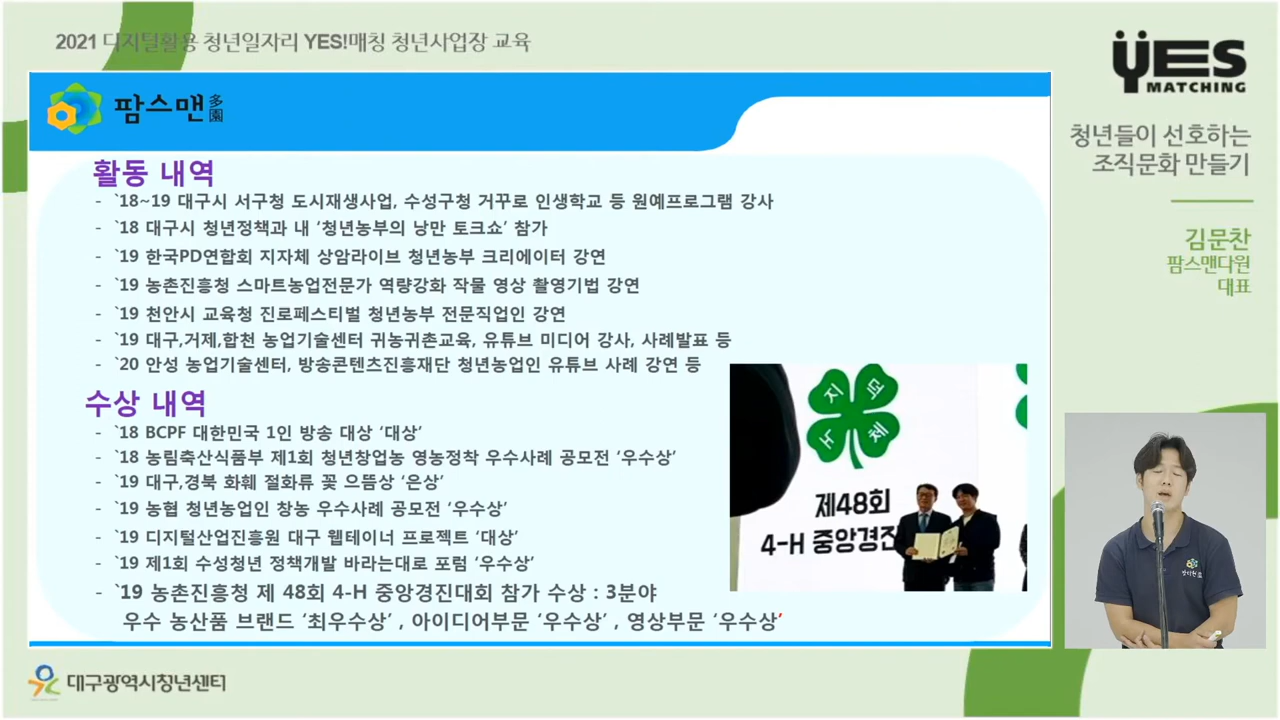 2021 디지털활용 청년일자리 YES!매칭 청년사업장 교육
YES
MATCHING
팜스맨 多園
청년들이 선호하는
조직문화 만들기
김문찬
팜스맨다원
대표
활동 내역
- `18~19 대구시 서구청 도시재생사업, 수성구청 거꾸로 인생학교 등 원예프로그램 강사
- `18 대구시 청년정책과 내 ‘청년농부의 낭만 토크쇼’ 참가
- `19 한국PD연합회 지자체 상암라이브 청년농부 크리에이터 강연
- `19 농촌진흥청 스마트농업전문가 역량강화 작물 영상 촬영기법 강연
- `19 천안시 교육청 진로페스티벌 청년농부 전문직업인 강연
- `19 대구,거제,합천 농업기술센터 귀농귀촌교육, 유튜브 미디어 강사, 사례발표 등
- `20 안성 농업기술센터, 방송콘텐츠진흥재단 청년농업인 유튜브 사례 강연 등
수상 내역
- `18 BCPF 대한민국 1인 방송 대상 ‘대상’
- `18 농림축산식품부 제1회 청년창업농 영농정착 우수사례 공모전 ‘우수상’
- `19 대구,경북 화훼 절화류 꽃 으뜸상 ‘은상’
- `19 농협 청년농업인 창농 우수사례 공모전 ‘우수상’
- `19 디지털산업진흥원 대구 웹테이너 프로젝트 ‘대상’
- `19 제1회 수성청년 정책개발 바라는대로 포럼 ‘우수상’
- `19 농촌진흥청 제 48회 4-H 중앙경진대회 참가 수상 : 3분야
우수 농산품 브랜드 ‘최우수상’ , 아이디어부문 ‘우수상’ , 영상부문 ‘우수상’
지 교
노 체
제48회
4-H 중앙경진
대구광역시청년센터